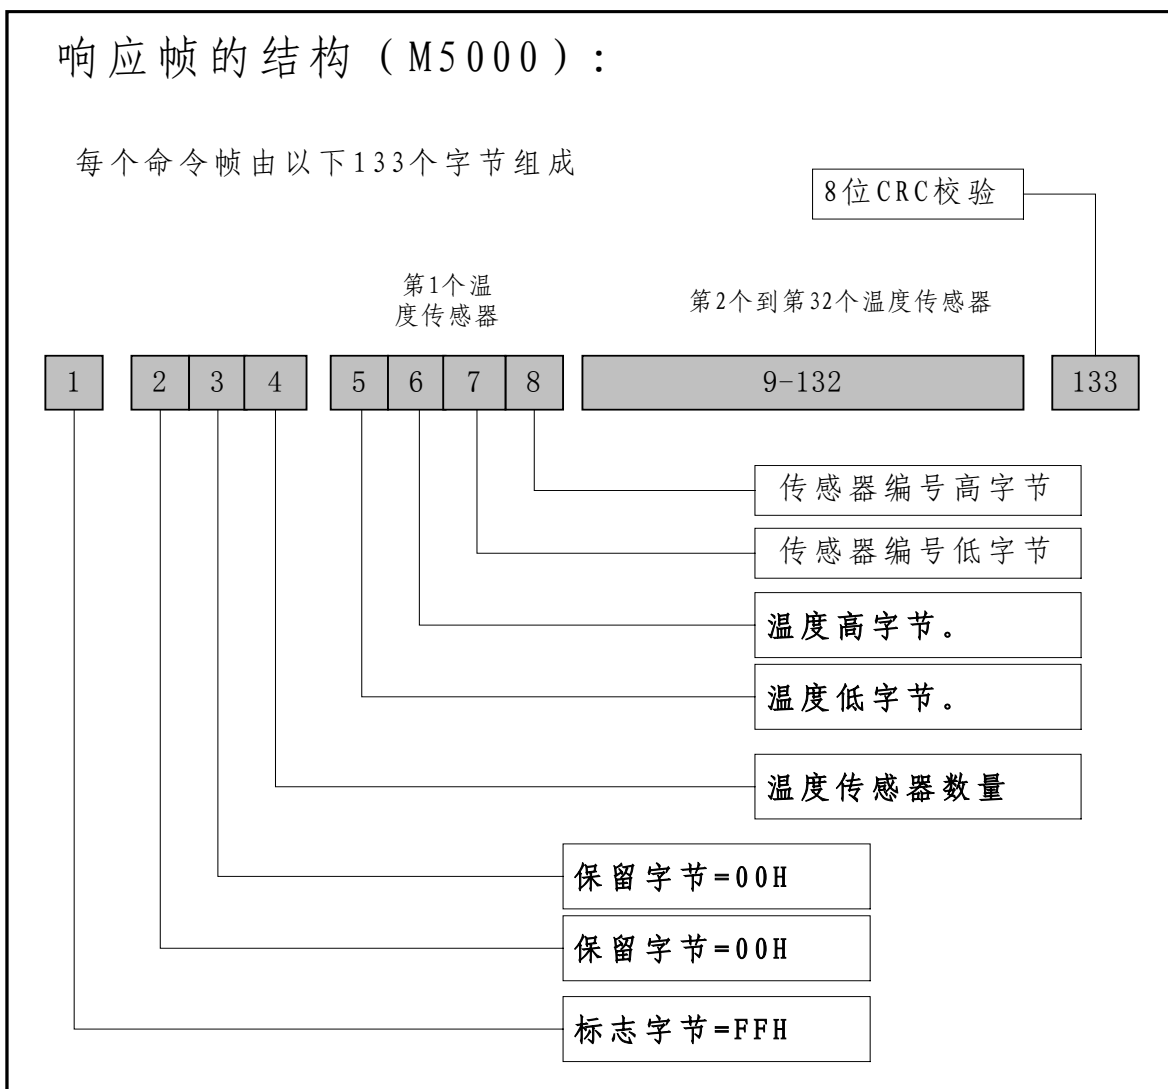 响应帧的结构(M5000):
每个命令帧由以下133个字节组成
8位CRC校验
第1个温
度传感器
第2个到第32个温度传感器
1 2 3 4 5 6 7 8 9-132 133
传感器编号高字节
传感器编号低字节
温度高字节。
温度低字节。
温度传感器数量
保留字节=00H
保留字节=00H
标志字节=FFH